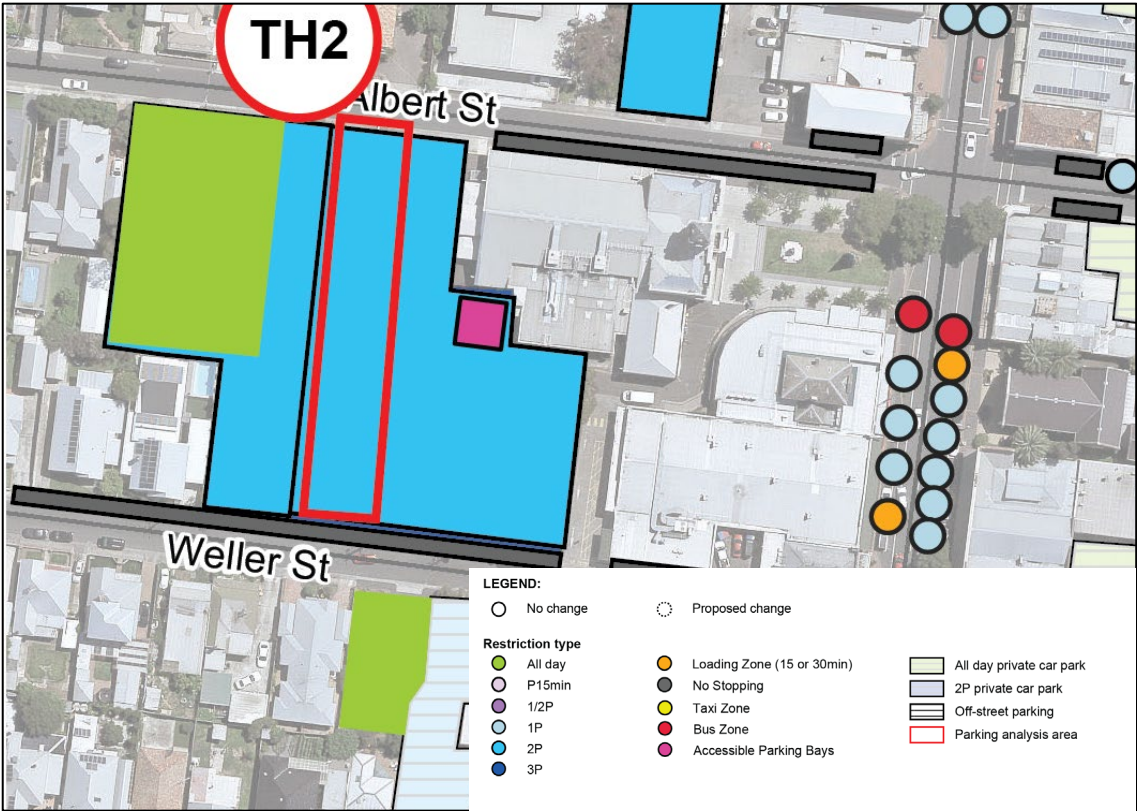 TH2
Albert St
Weller St
LEGEND:
No change
Proposed change
Restriction type
All day
P15min
1/2P
1P
2P
3P
Loading Zone (15 or 30min)
No Stopping
Taxi Zone
Bus Zone
Accessible Parking Bays
All day private car park
2P private car park
Off-street parking
Parking analysis area